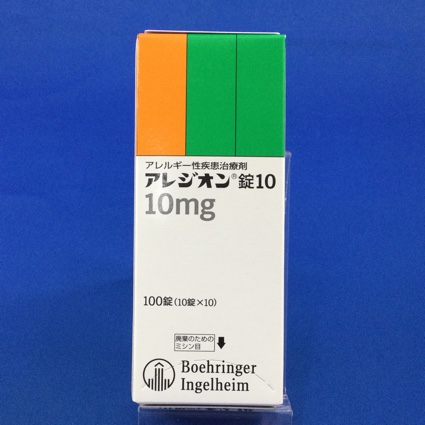 アレルギー性疾患治療剤
アレジオン®錠10
10mg
100錠(10錠×10)
廃棄のための
ミシン目
Boehringer
Ingelheim